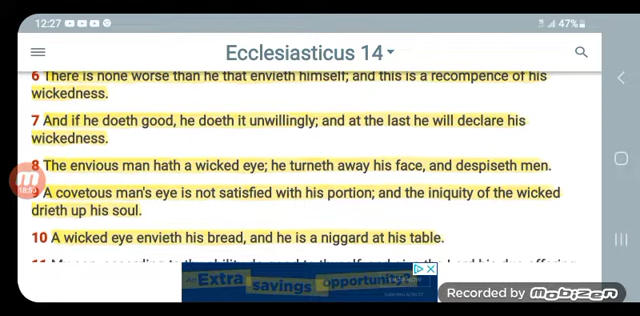 12:27
47%
Ecclesiasticus 14
6 There is none worse than he that envieth himself; and this is a recompence of his
wickedness.
7 And if he doeth good, he doeth it unwillingly; and at the last he will declare his
wickedness.
8 The envious man hath a wicked eye; he turneth away his face, and despiseth men.
A covetous man's eye is not satisfied with his portion; and the iniquity of the wicked
drieth up his soul.
10 A wicked eye envieth his bread, and he is a niggard at his table.
An Extra savings opportunity
Recorded by MOBIZEN